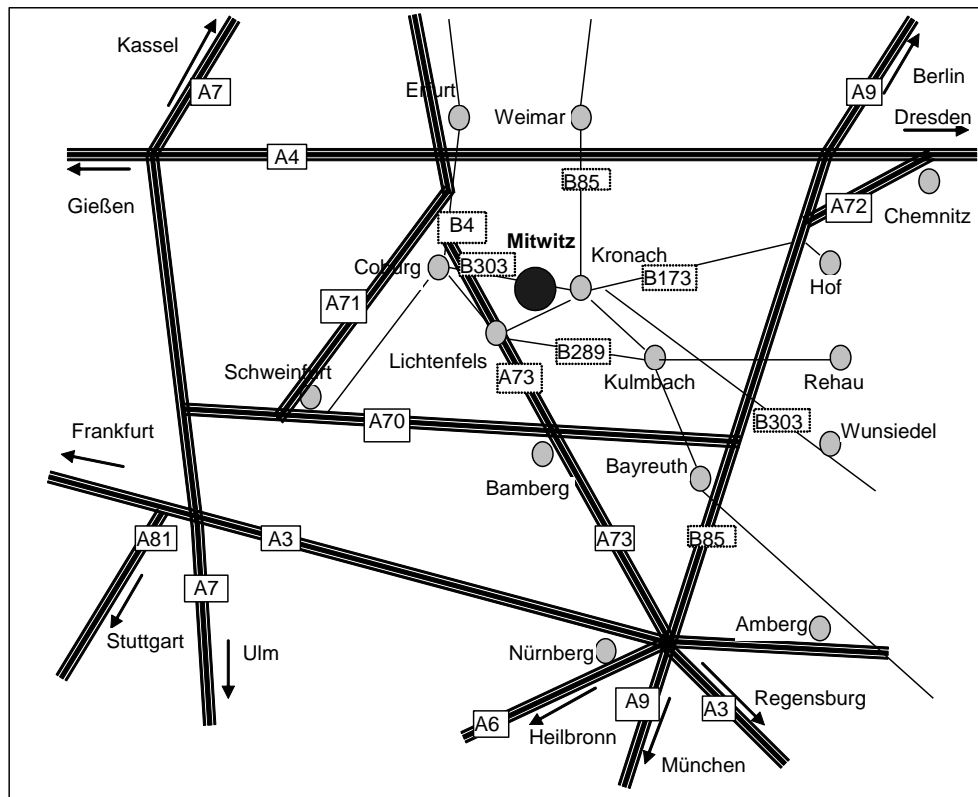 Kassel
A7
Erfurt
Weimar
A9
Berlin
Dresden
A4
Gießen
B85
A72
Chemnitz
B4
Mitwitz
Kronach
Coburg
B303
B173
Hof
A71
Lichtenfels
B289
Schweinfurt
A73
Kulmbach
Rehau
A70
B303
Wunsiedel
Frankfurt
Bamberg
Bayreuth
A81
A3
A73
B85
A7
Stuttgart
Ulm
Nürnberg
Amberg
A6
Heilbronn
A9
A3
Regensburg
München